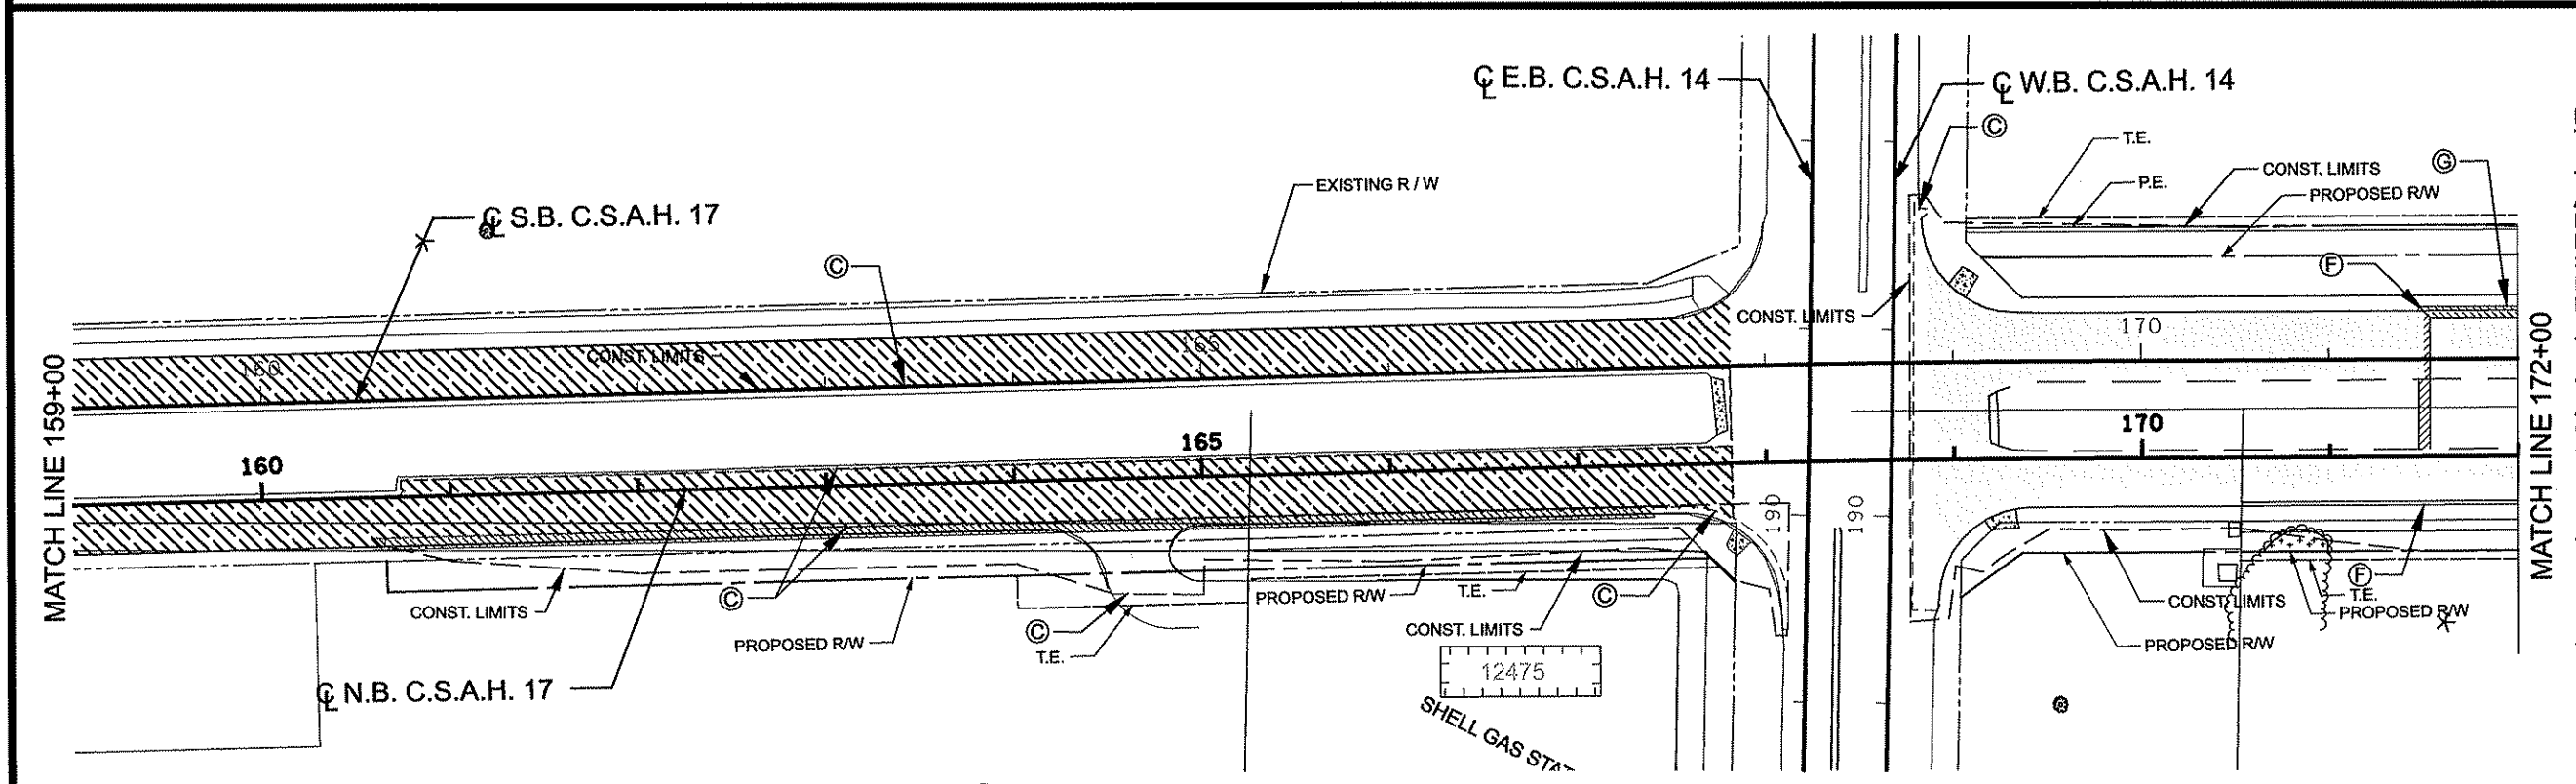 ℄ E.B. C.S.A.H. 14
℄ W.B. C.S.A.H. 14
Ⓒ
T.E.
CONST. LIMITS
Ⓖ
P.E.
PROPOSED R/W
EXISTING R / W
℄ S.B. C.S.A.H. 17
Ⓒ
Ⓕ
CONST. LIMITS
170
165
CONST. LIMITS
160
MATCH LINE 159+00
MATCH LINE 172+00
170
165
160
190
190
CONST. LIMITS
Ⓒ
PROPOSED R/W
Ⓒ
T.E.
PROPOSED R/W
T.E.
Ⓒ
CONST. LIMITS
Ⓕ
T.E.
CONST. LIMITS
PROPOSED R/W
PROPOSED R/W
12475
℄ N.B. C.S.A.H. 17
SHELL GAS